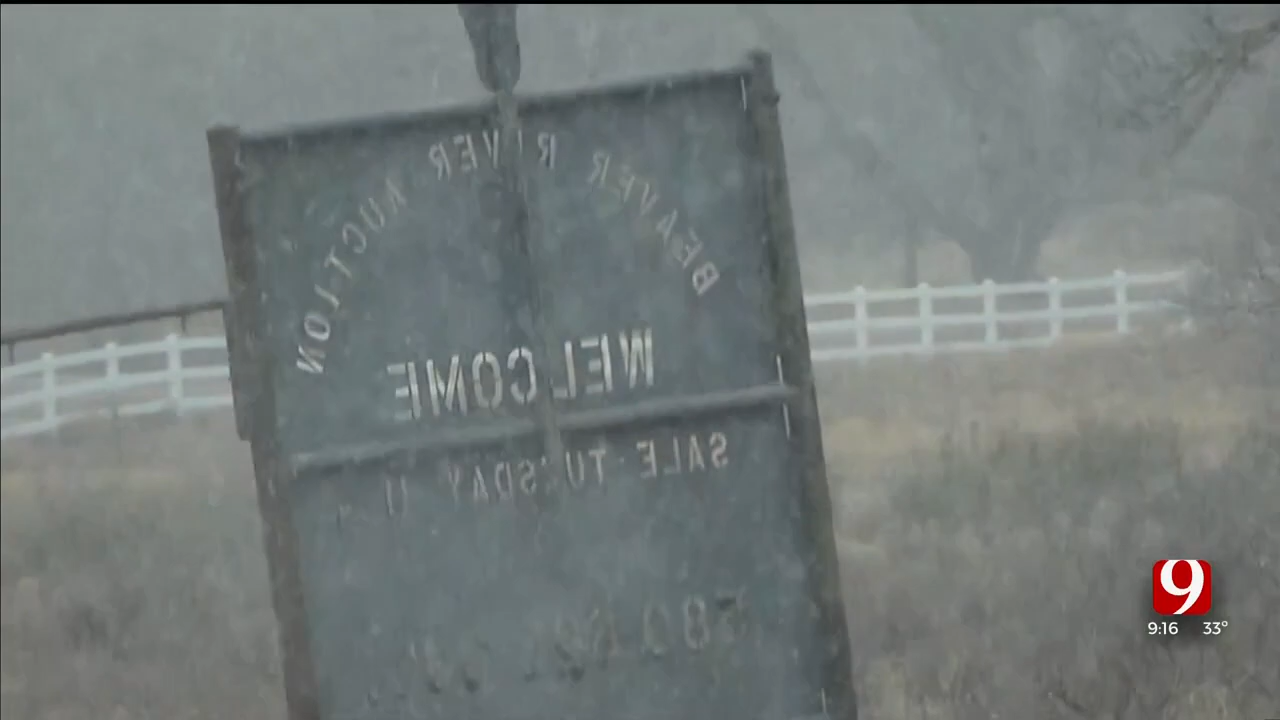 BEAVER RIVER AUCTION
WELCOME
SALE-TUESDAY
9
9:16 33°